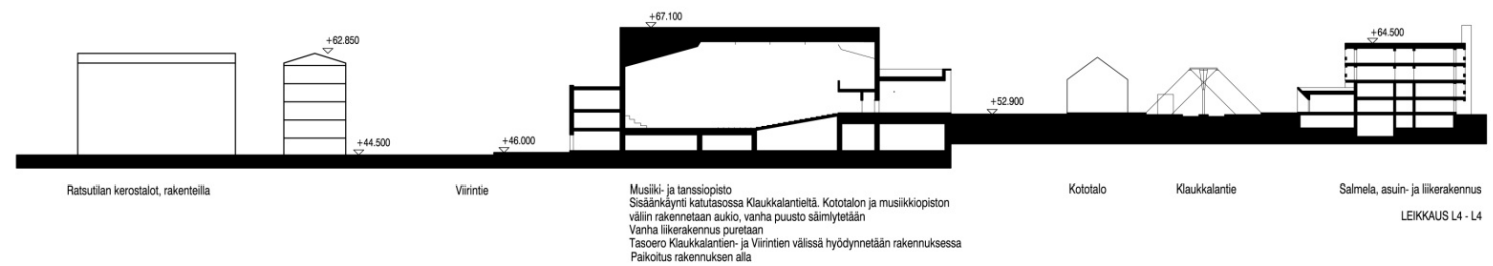 +67.100
+62.850
+64.500
+52.900
+44.500
+46.000
Ratsutilan kerostalot, rakenteilla
Viirintie
Musiiki- ja tanssiopisto
Sisäänkäynti katutasossa Klaukkalantieltä. Kototalon ja musiikkiopiston
väliin rakennetaan aukio, vanha puusto säimlytetään
Vanha liikerakennus puretaan
Tasoero Klaukkalantien- ja Viirintien välissä hyödynnetään rakennuksessa
Paikoitus rakennuksen alla
Kototalo
Klaukkalantie
Salmela, asuin- ja liikerakennus
LEIKKAUS L4 - L4